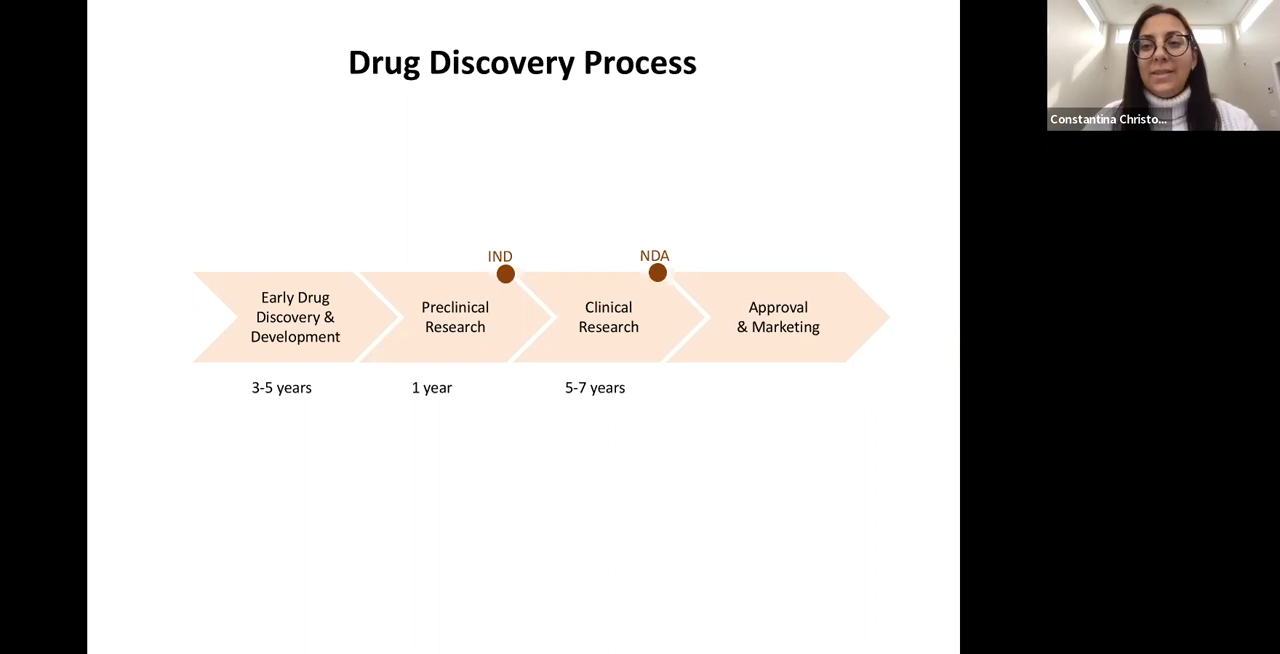 Drug Discovery Process
Constantina Christo...
IND
NDA
Early Drug
Discovery &
Development
Preclinical
Research
Clinical
Research
Approval
& Marketing
3-5 years
1 year
5-7 years